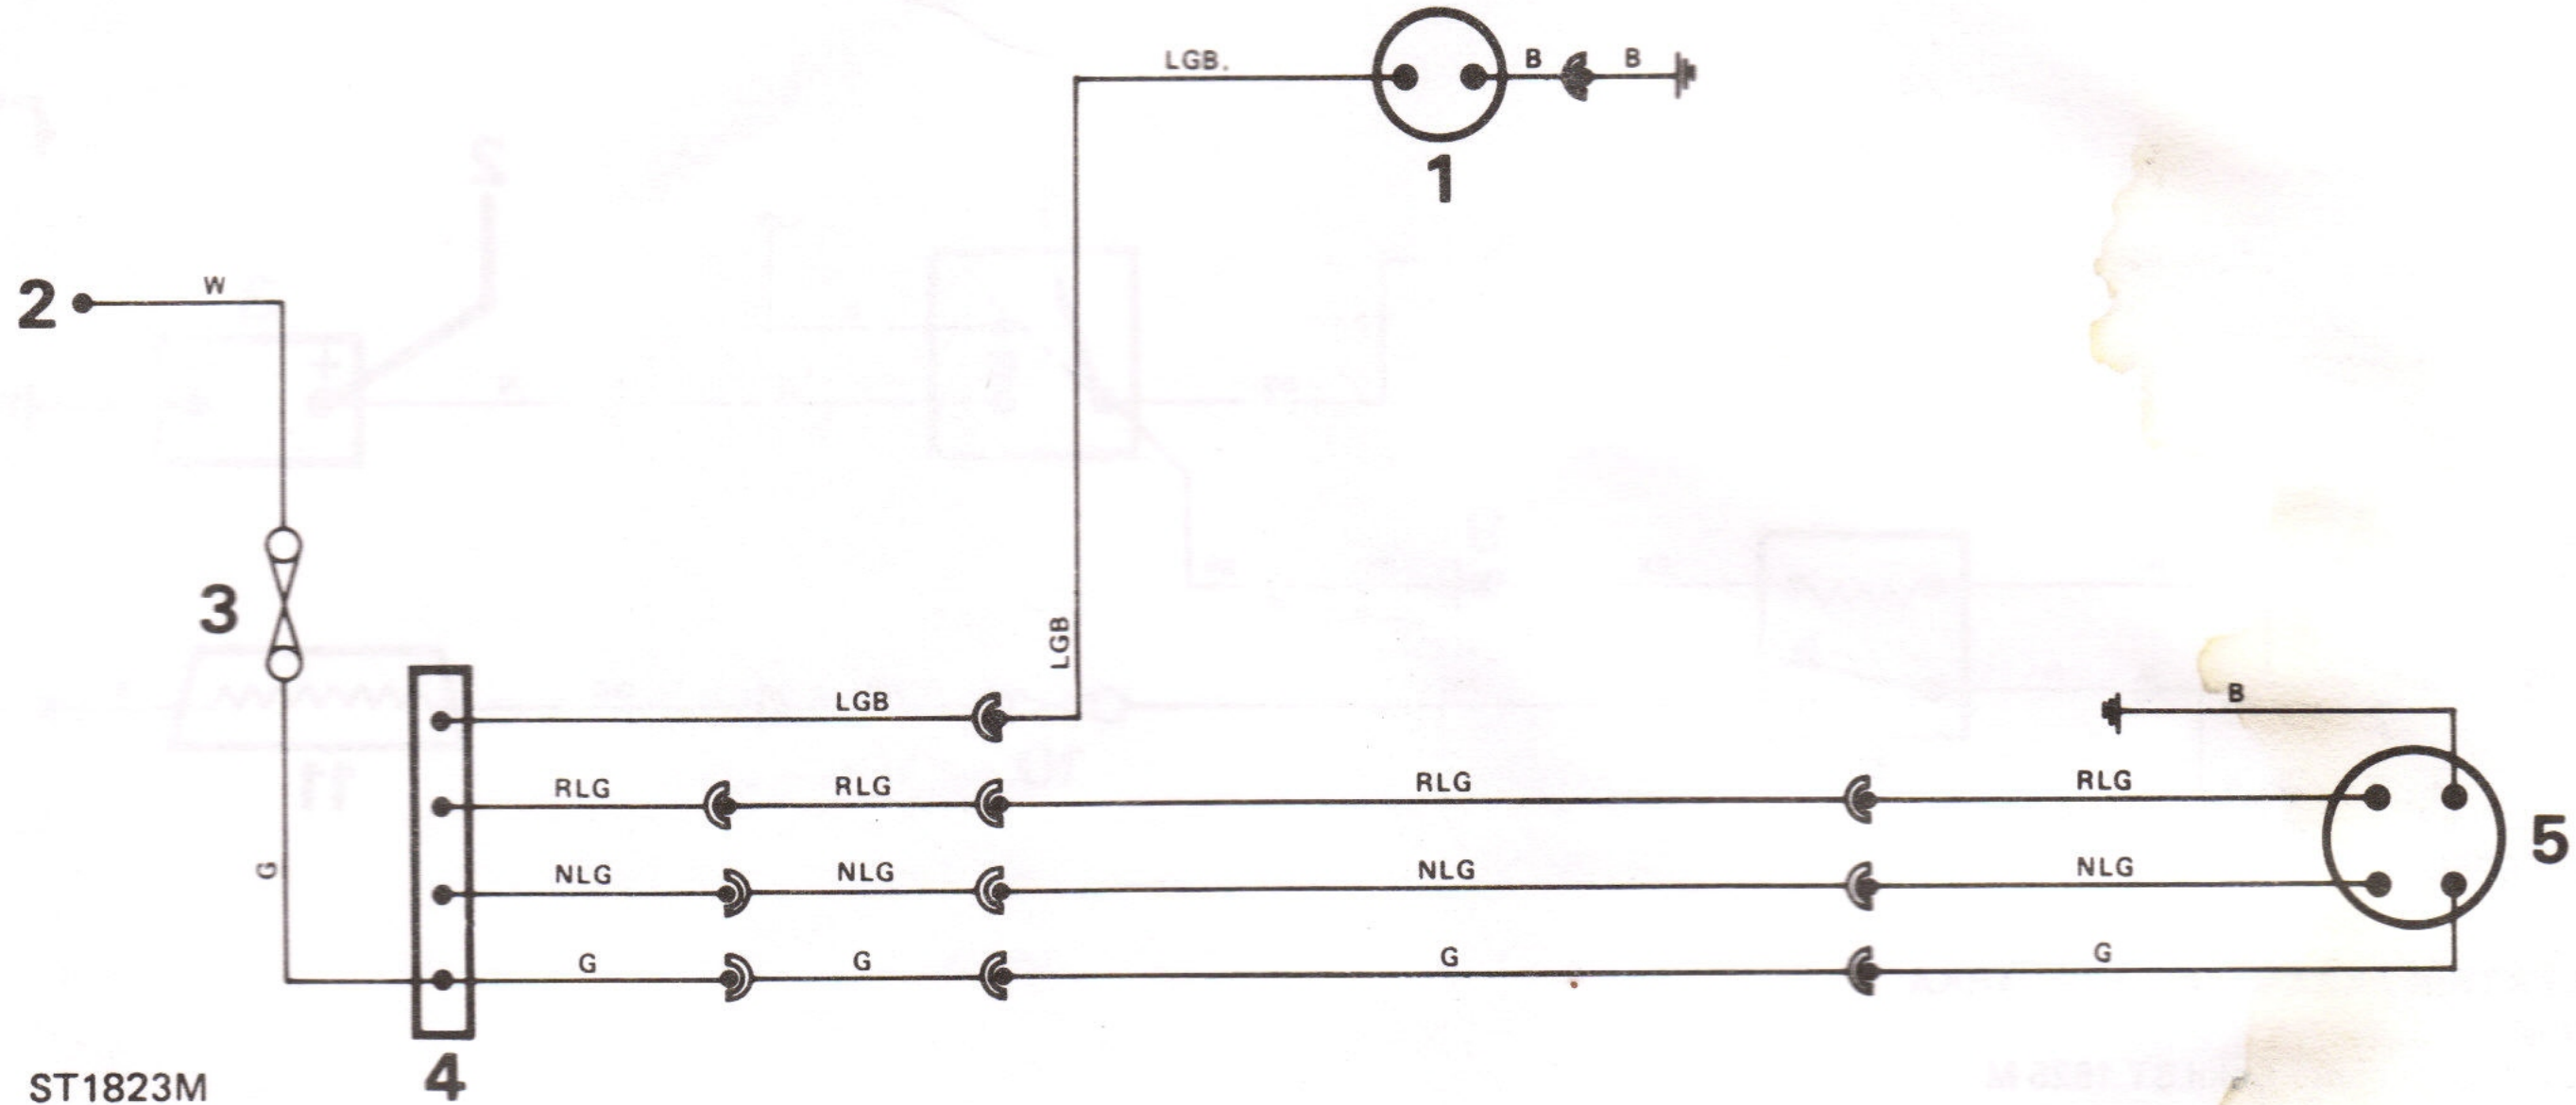 LGB. B B
1
2 W
3
LGB
LGB
B
RLG RLG RLG RLG
5
G
NLG NLG NLG NLG
G G G G
4
ST1823M